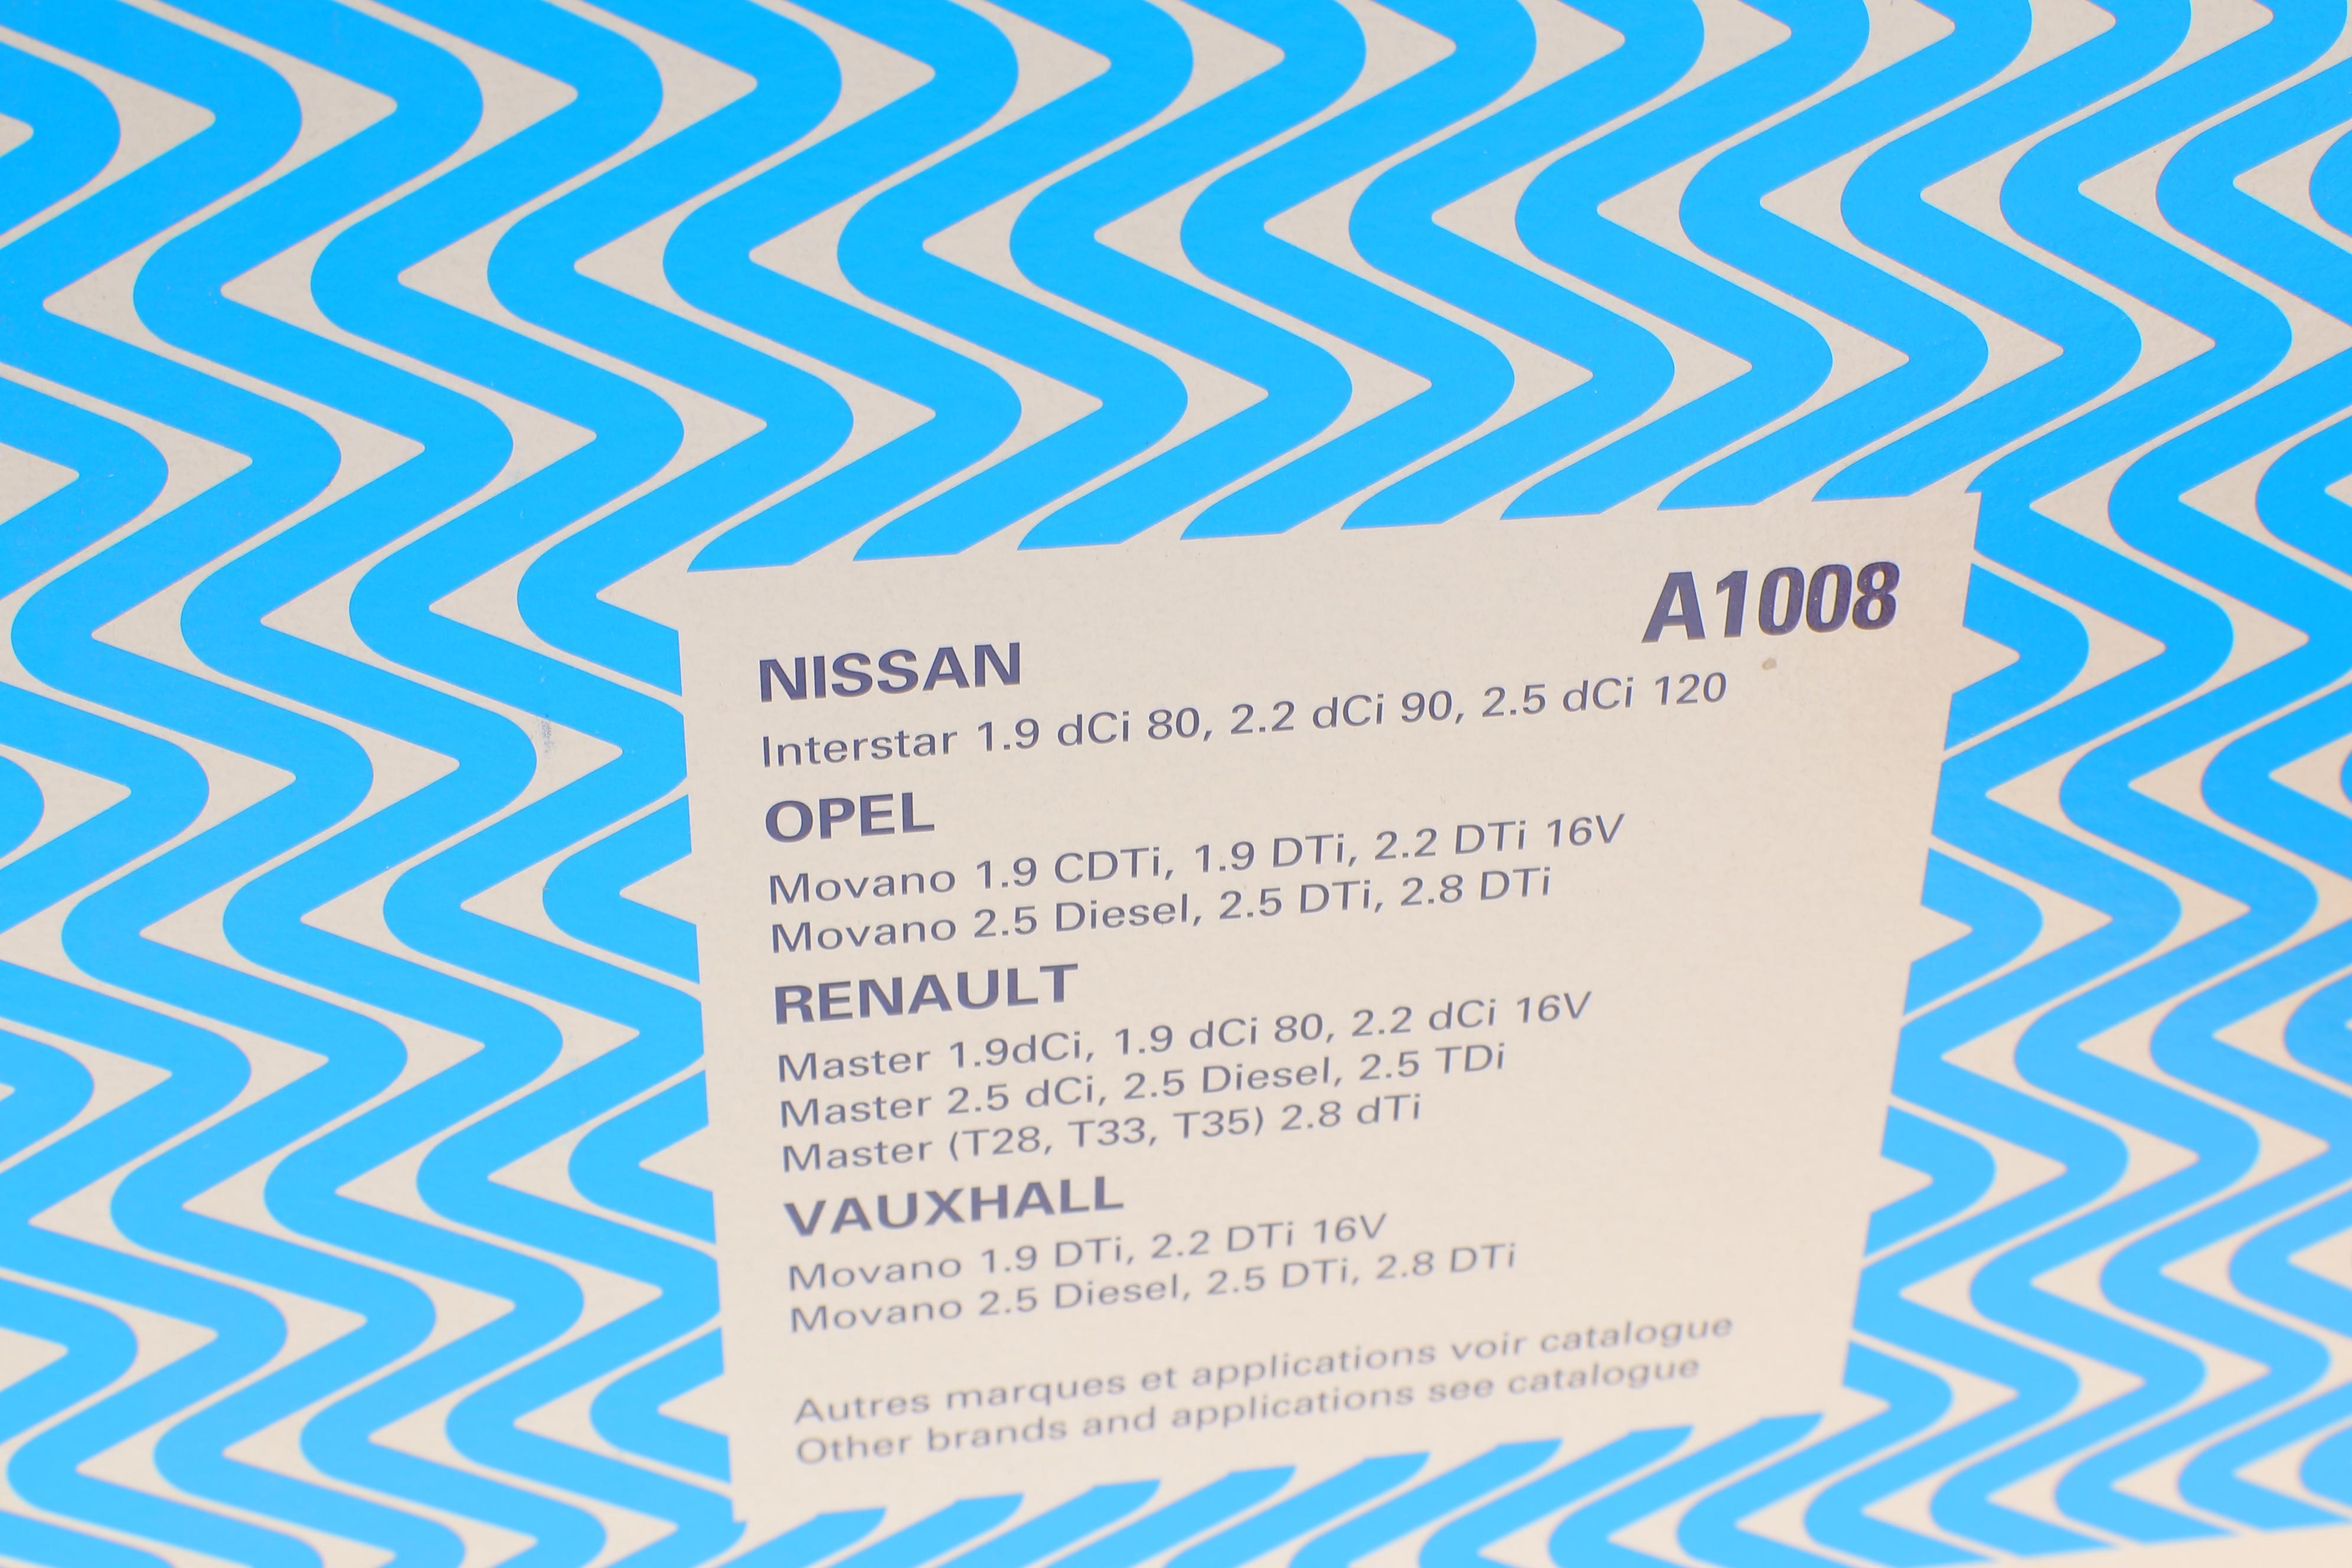 A1008
NISSAN
Interstar 1.9 dCi 80, 2.2 dCi 90, 2.5 dCi 120
OPEL
Movano 1.9 CDTi, 1.9 DTi, 2.2 DTi 16V
Movano 2.5 Diesel, 2.5 DTi, 2.8 DTi
RENAULT
Master 1.9dCi, 1.9 dCi 80, 2.2 dCi 16V
Master 2.5 dCi, 2.5 Diesel, 2.5 TDi
Master (T28, T33, T35) 2.8 dTi
VAUXHALL
Movano 1.9 DTi, 2.2 DTi 16V
Movano 2.5 Diesel, 2.5 DTi, 2.8 DTi
Autres marques et applications voir catalogue
Other brands and applications see catalogue